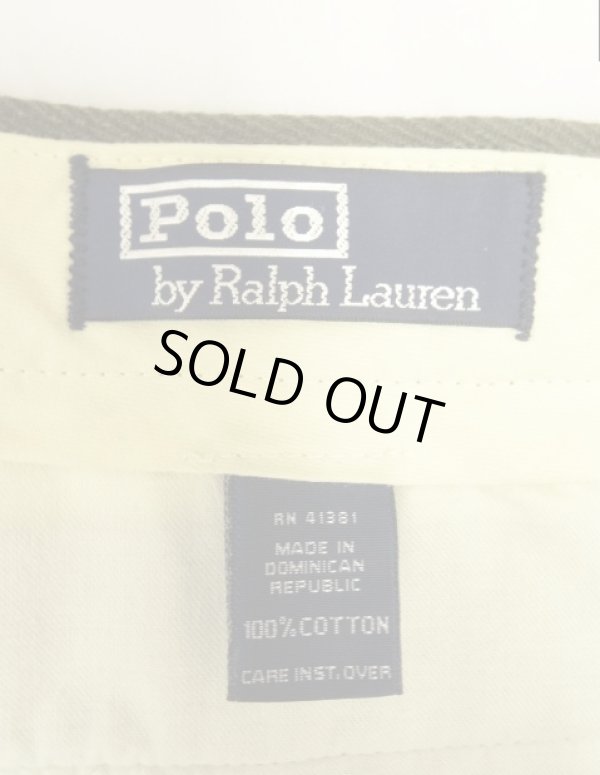 Polo
by Ralph Lauren
SOLD OUT
RN 41381
MADE IN
DOMINICAN
REPUBLIC
100% COTTON
CARE INST. OVER